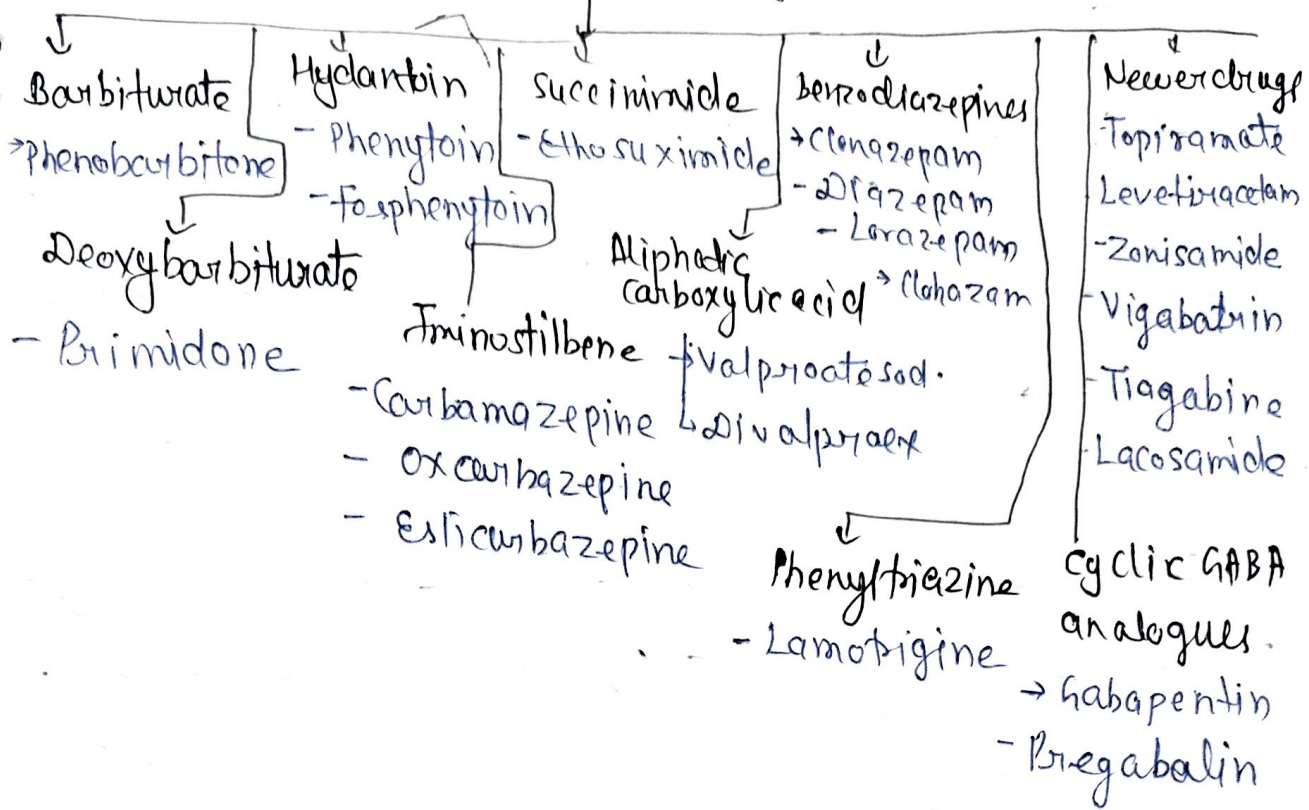 Barbiturate
→Phenobarbitone
Deoxybarbiturate
- Primidone
Hydantoin
- Phenytoin
- Fosphenytoin
Iminostilbene
- Carbamazepine
- Oxcarbazepine
- Eslicarbazepine
Succinimide
- Ethosuximide
Aliphatic
Carboxylic acid
Valproate sod.
Divalproex
Benzodiazepines
→ Clonazepam
- Diazepam
- Lorazepam
→ Clobazam
Phenyltriazine
- Lamotrigine
Newer drugs
-Topiramate
Levetiracetam
-Zonisamide
-Vigabatrin
-Tiagabine
-Lacosamide
Cyclic GABA
analogues.
→ Gabapentin
- Pregabalin